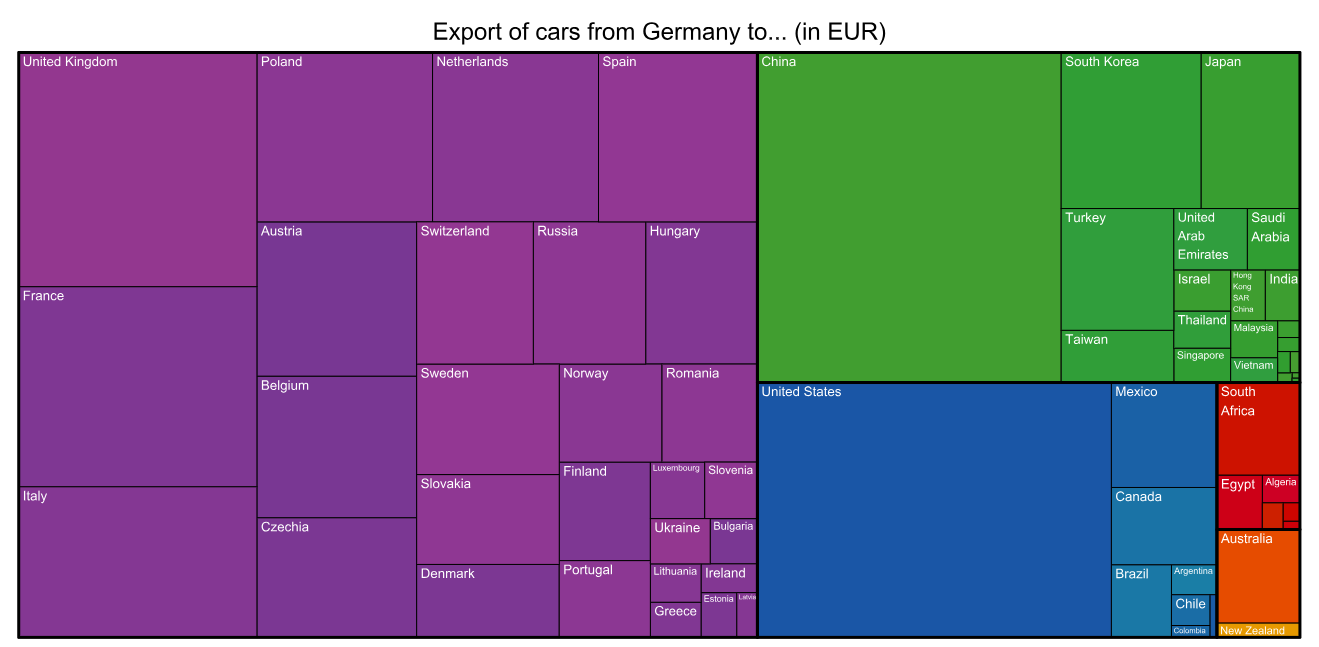 Export of cars from Germany to... (in EUR)
United Kingdom
Poland
Netherlands
Spain
China
South Korea
Japan
Turkey
United
Arab
Emirates
Saudi
Arabia
Austria
Switzerland
Russia
Hungary
Israel
Hong
Kong
SAR
China
India
France
Thailand
Malaysia
Taiwan
Singapore
Vietnam
Sweden
Norway
Romania
Belgium
United States
Mexico
South
Africa
Finland
Luxembourg
Slovenia
Slovakia
Egypt
Algeria
Italy
Canada
Czechia
Ukraine
Bulgaria
Australia
Denmark
Portugal
Lithuania
Ireland
Brazil
Argentina
Estonia
Latvia
Greece
Chile
Colombia
New Zealand